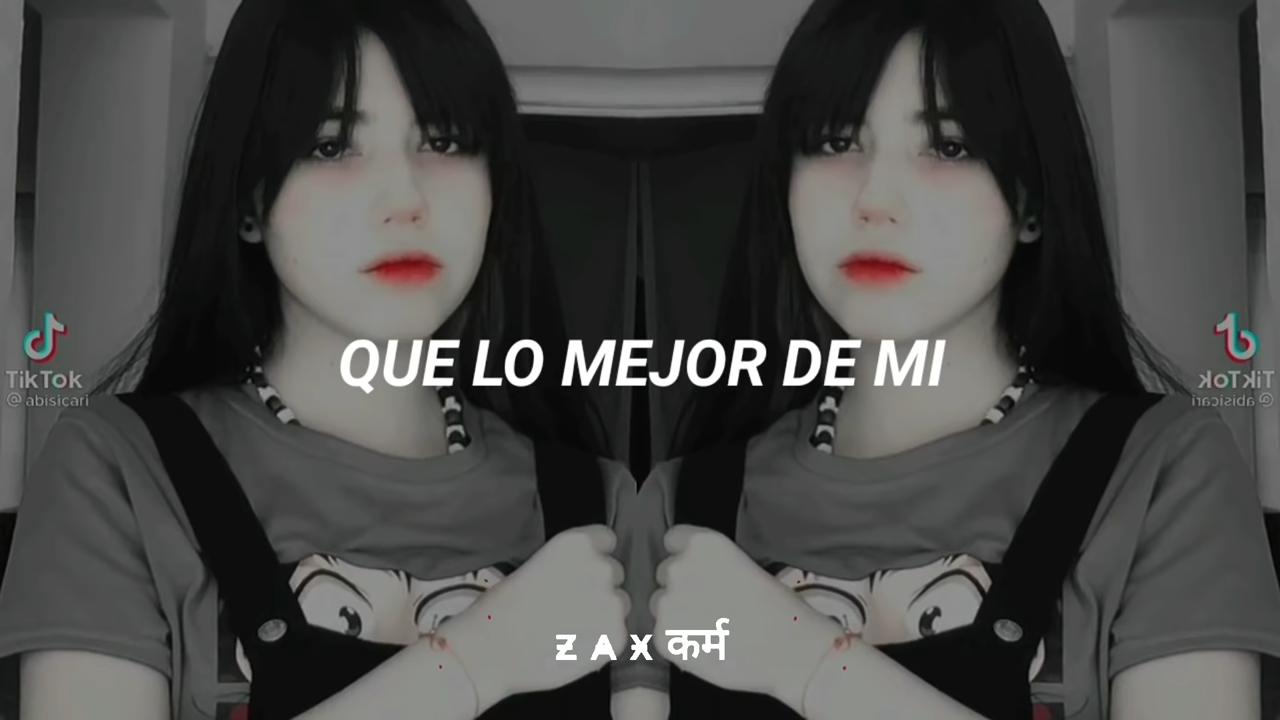 QUE LO MEJOR DE MI
TikTok
@abisicari
TikTok
@abisicari
Z A X कर्म